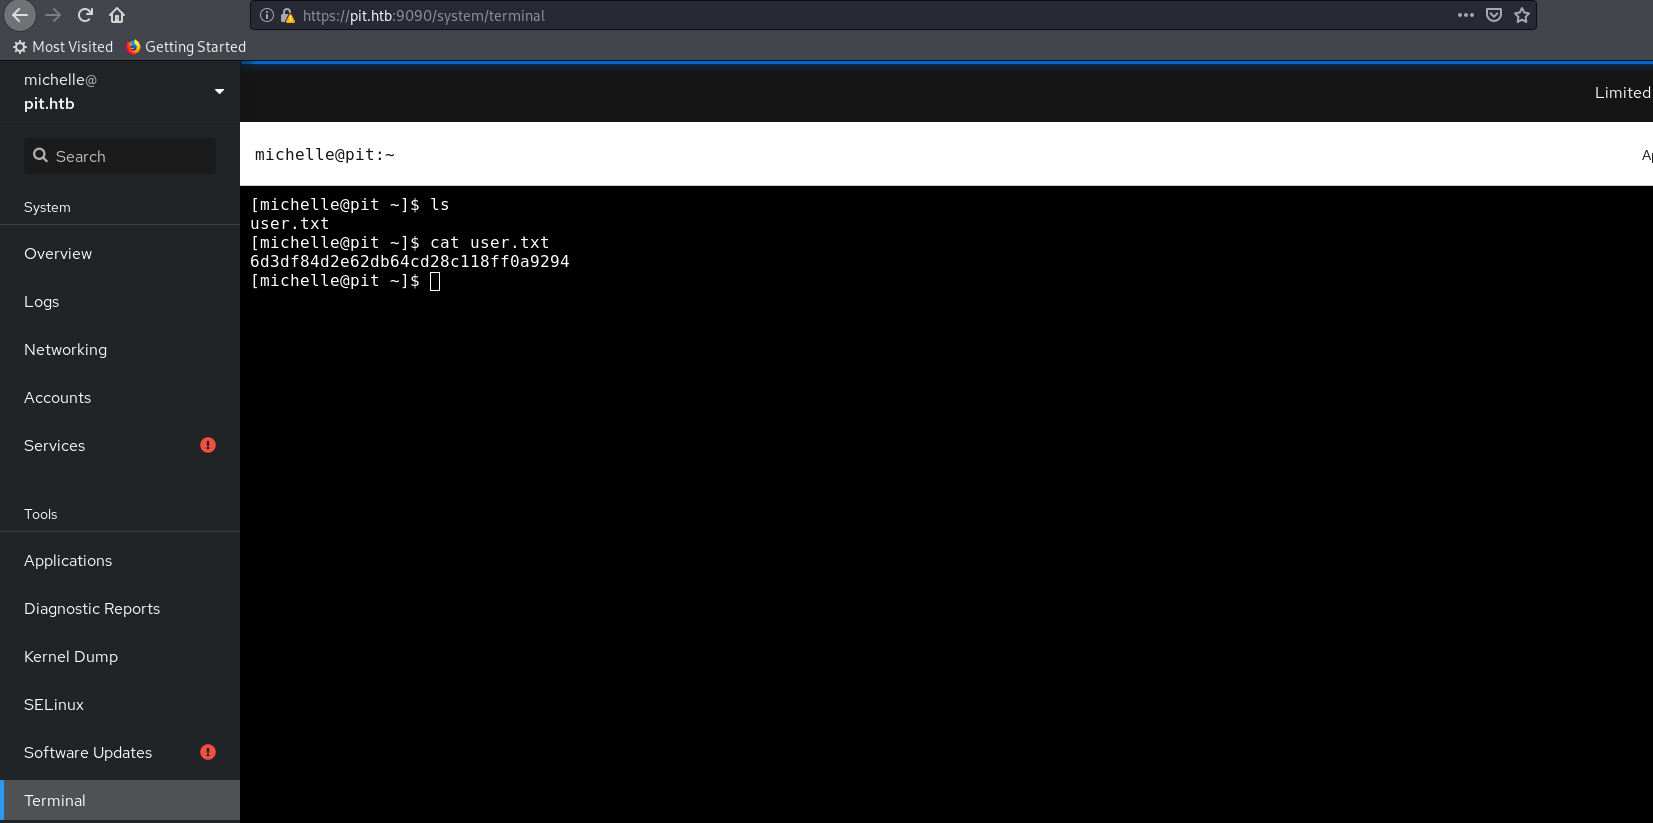 https://pit.htb:9090/system/terminal
Most Visited Getting Started
michelle@
pit.htb
Limited
Search
michelle@pit:~
System
Overview
Logs
Networking
Accounts
Services
Tools
Applications
Diagnostic Reports
Kernel Dump
SELinux
Software Updates
Terminal
[michelle@pit ~]$ ls
user.txt
[michelle@pit ~]$ cat user.txt
6d3df84d2e62db64cd28c118ff0a9294
[michelle@pit ~]$